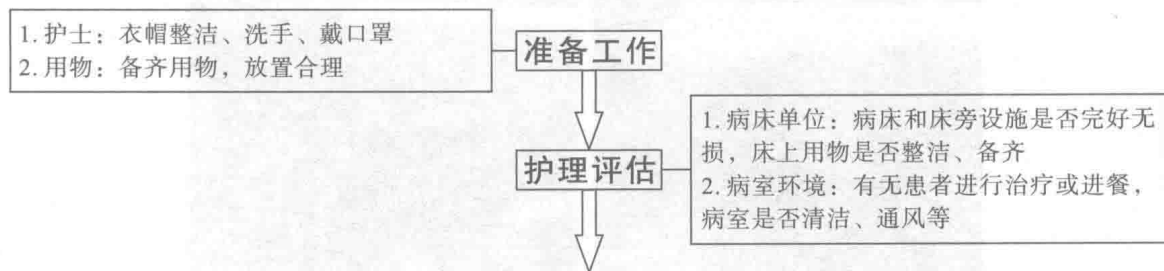 1. 护士：衣帽整洁、洗手、戴口罩
2. 用物：备齐用物，放置合理
准备工作
1. 病床单位：病床和床旁设施是否完好无
损，床上用物是否整洁、备齐
2. 病室环境：有无患者进行治疗或进餐，
病室是否清洁、通风等
护理评估